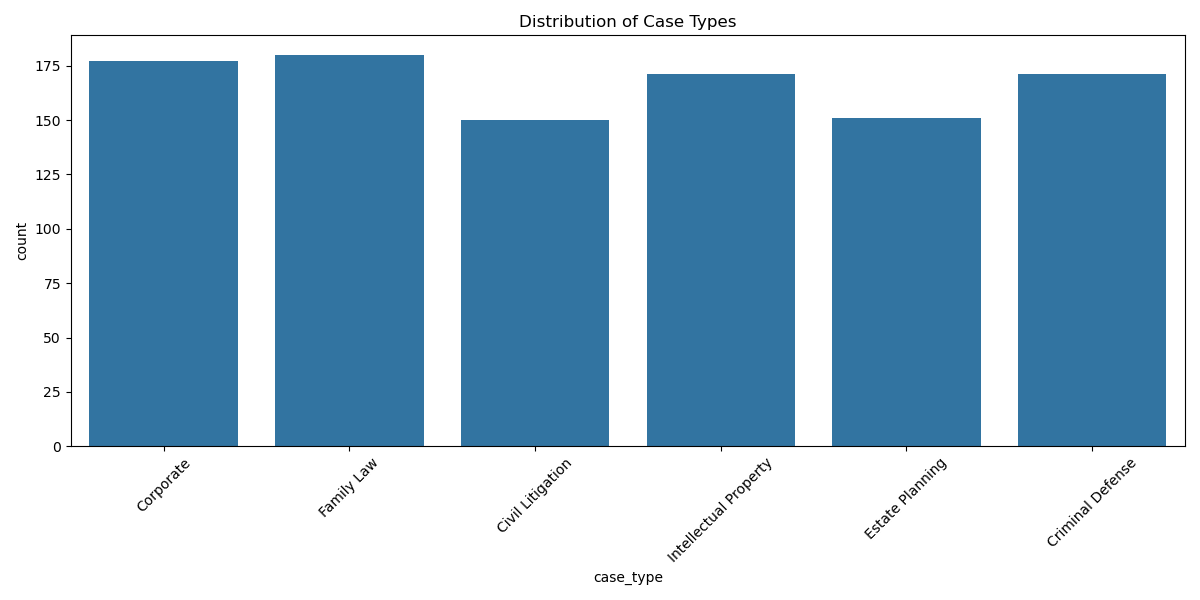 Distribution of Case Types
175
150
125
100
75
50
25
0
count
Corporate
Family Law
Civil Litigation
Intellectual Property
Estate Planning
Criminal Defense
case_type